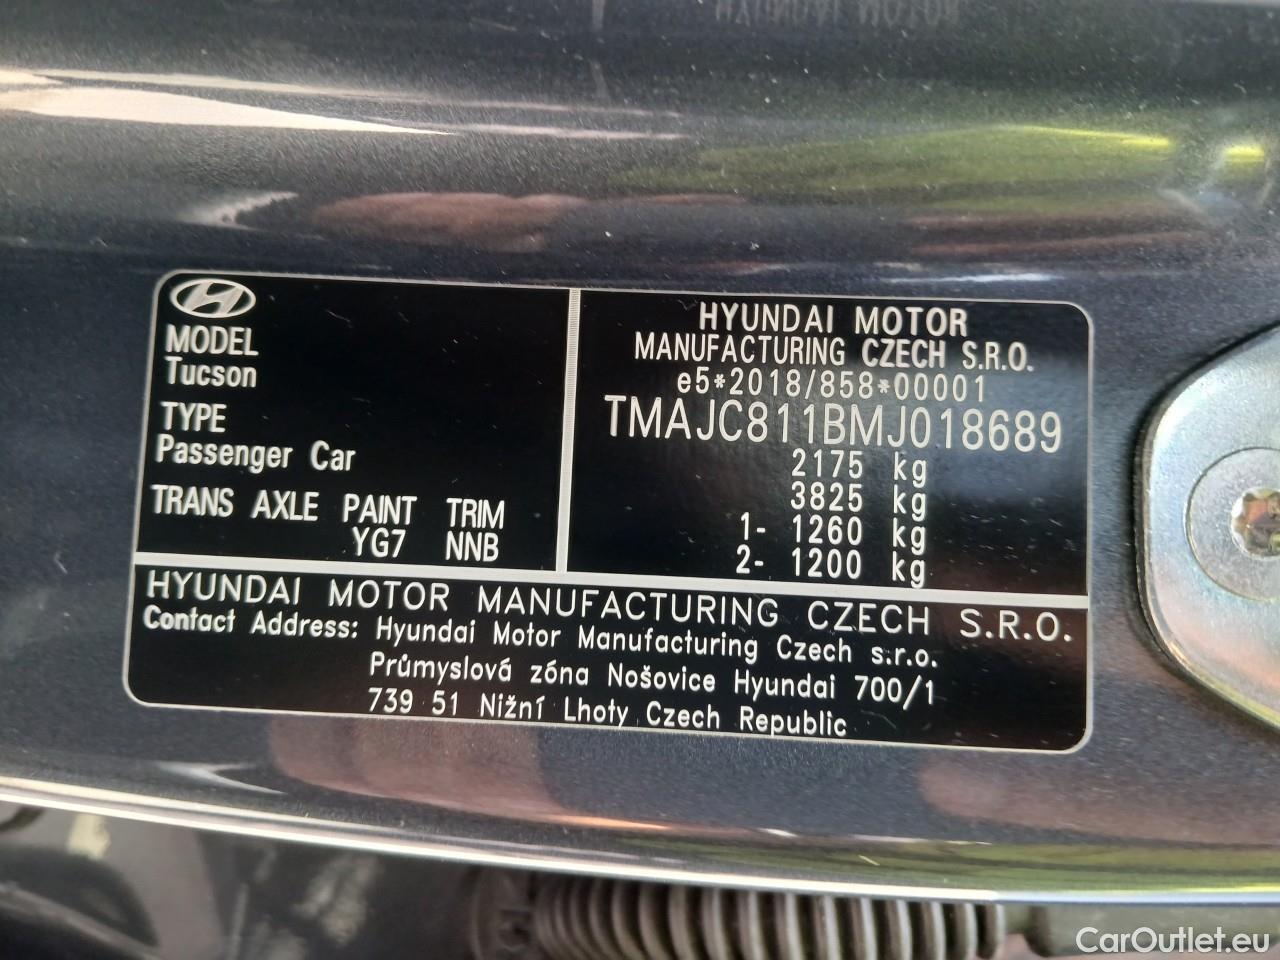 MODEL
Tucson
TYPE
Passenger Car
TRANS AXLE PAINT TRIM
YG7 NNB
HYUNDAI MOTOR
MANUFACTURING CZECH S.R.O.
e5*2018/858*00001
TMAJC811BMJ018689
2175 kg
3825 kg
1- 1260 kg
2- 1200 kg
HYUNDAI MOTOR MANUFACTURING CZECH S.R.O.
Contact Address: Hyundai Motor Manufacturing Czech s.r.o.
Průmyslová zóna Nošovice Hyundai 700/1
739 51 Nižní Lhoty Czech Republic
CarOutlet.eu